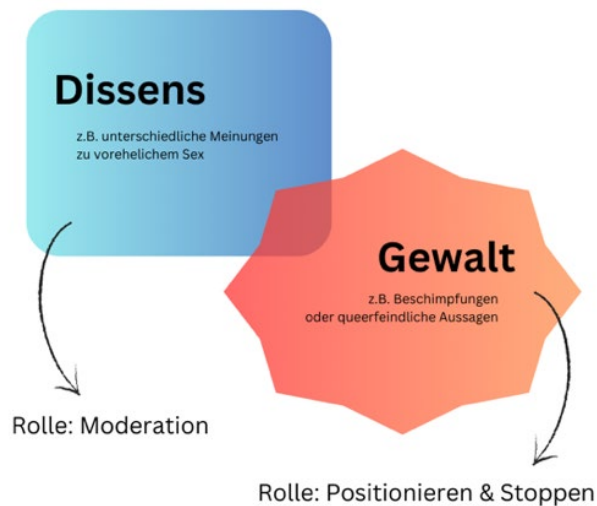 Dissens
z.B. unterschiedliche Meinungen
zu vorehelichem Sex
Gewalt
z.B. Beschimpfungen
oder queerfeindliche Aussagen
Rolle: Moderation
Rolle: Positionieren & Stoppen